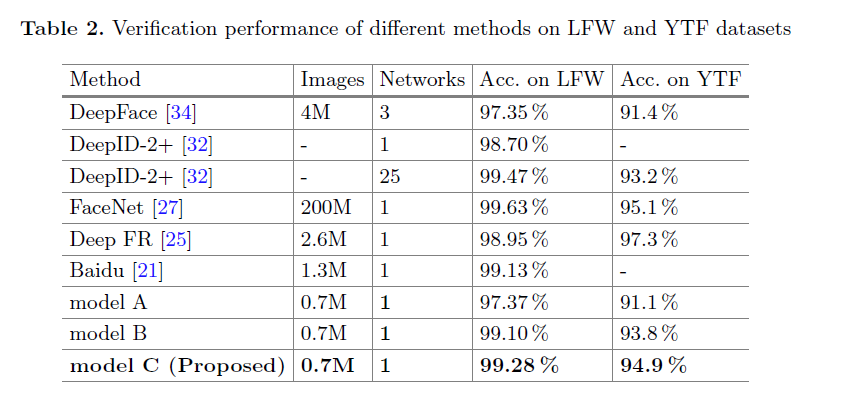 Table 2. Verification performance of different methods on LFW and YTF datasets
Method Images Networks Acc. on LFW Acc. on YTF
DeepFace [34] 4M 3 97.35 % 91.4 %
DeepID-2+ [32] - 1 98.70 % -
DeepID-2+ [32] - 25 99.47 % 93.2 %
FaceNet [27] 200M 1 99.63 % 95.1 %
Deep FR [25] 2.6M 1 98.95 % 97.3 %
Baidu [21] 1.3M 1 99.13 % -
model A 0.7M 1 97.37 % 91.1 %
model B 0.7M 1 99.10 % 93.8 %
model C (Proposed) 0.7M 1 99.28 % 94.9 %